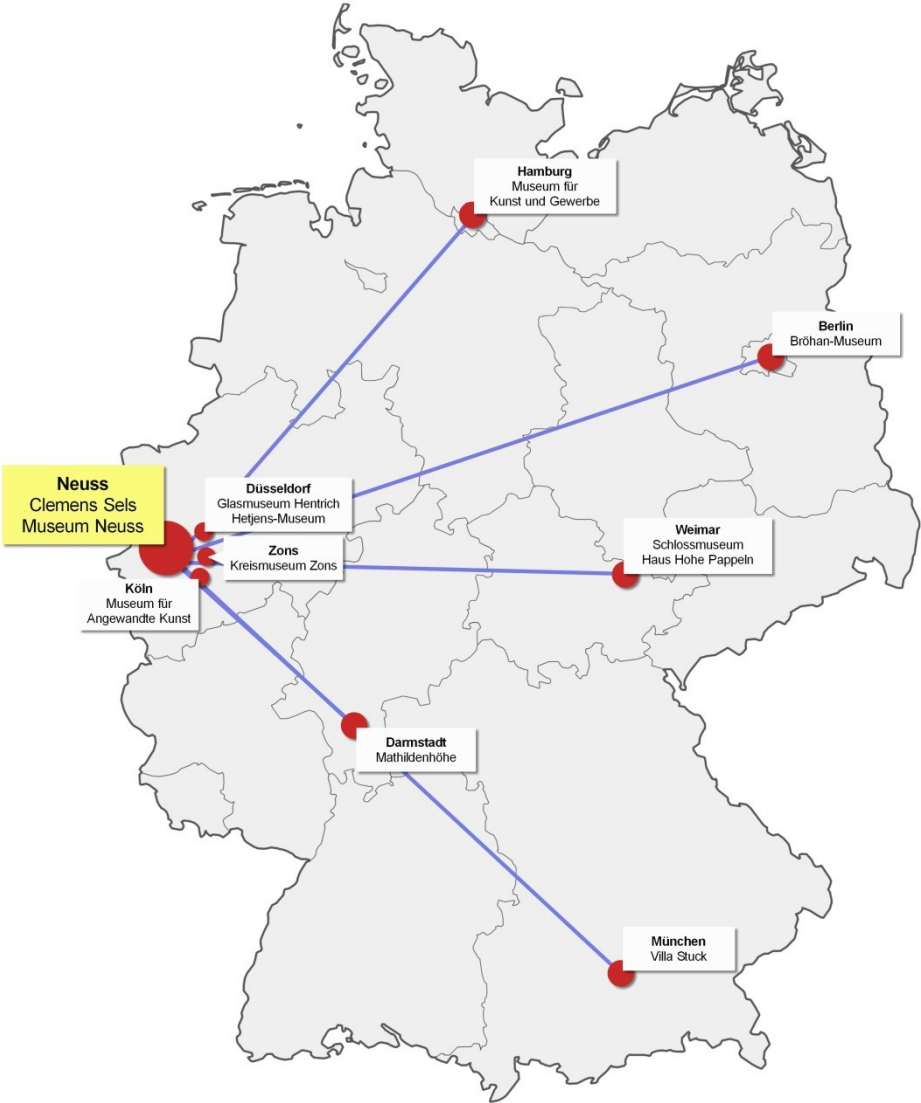 Hamburg
Museum für
Kunst und Gewerbe
Berlin
Bröhan-Museum
Neuss
Clemens Sels
Museum Neuss
Düsseldorf
Glasmuseum Hentrich
Hetjens-Museum
Zons
Kreismuseum Zons
Weimar
Schlossmuseum
Haus Hohe Pappeln
Köln
Museum für
Angewandte Kunst
Darmstadt
Mathildenhöhe
München
Villa Stuck